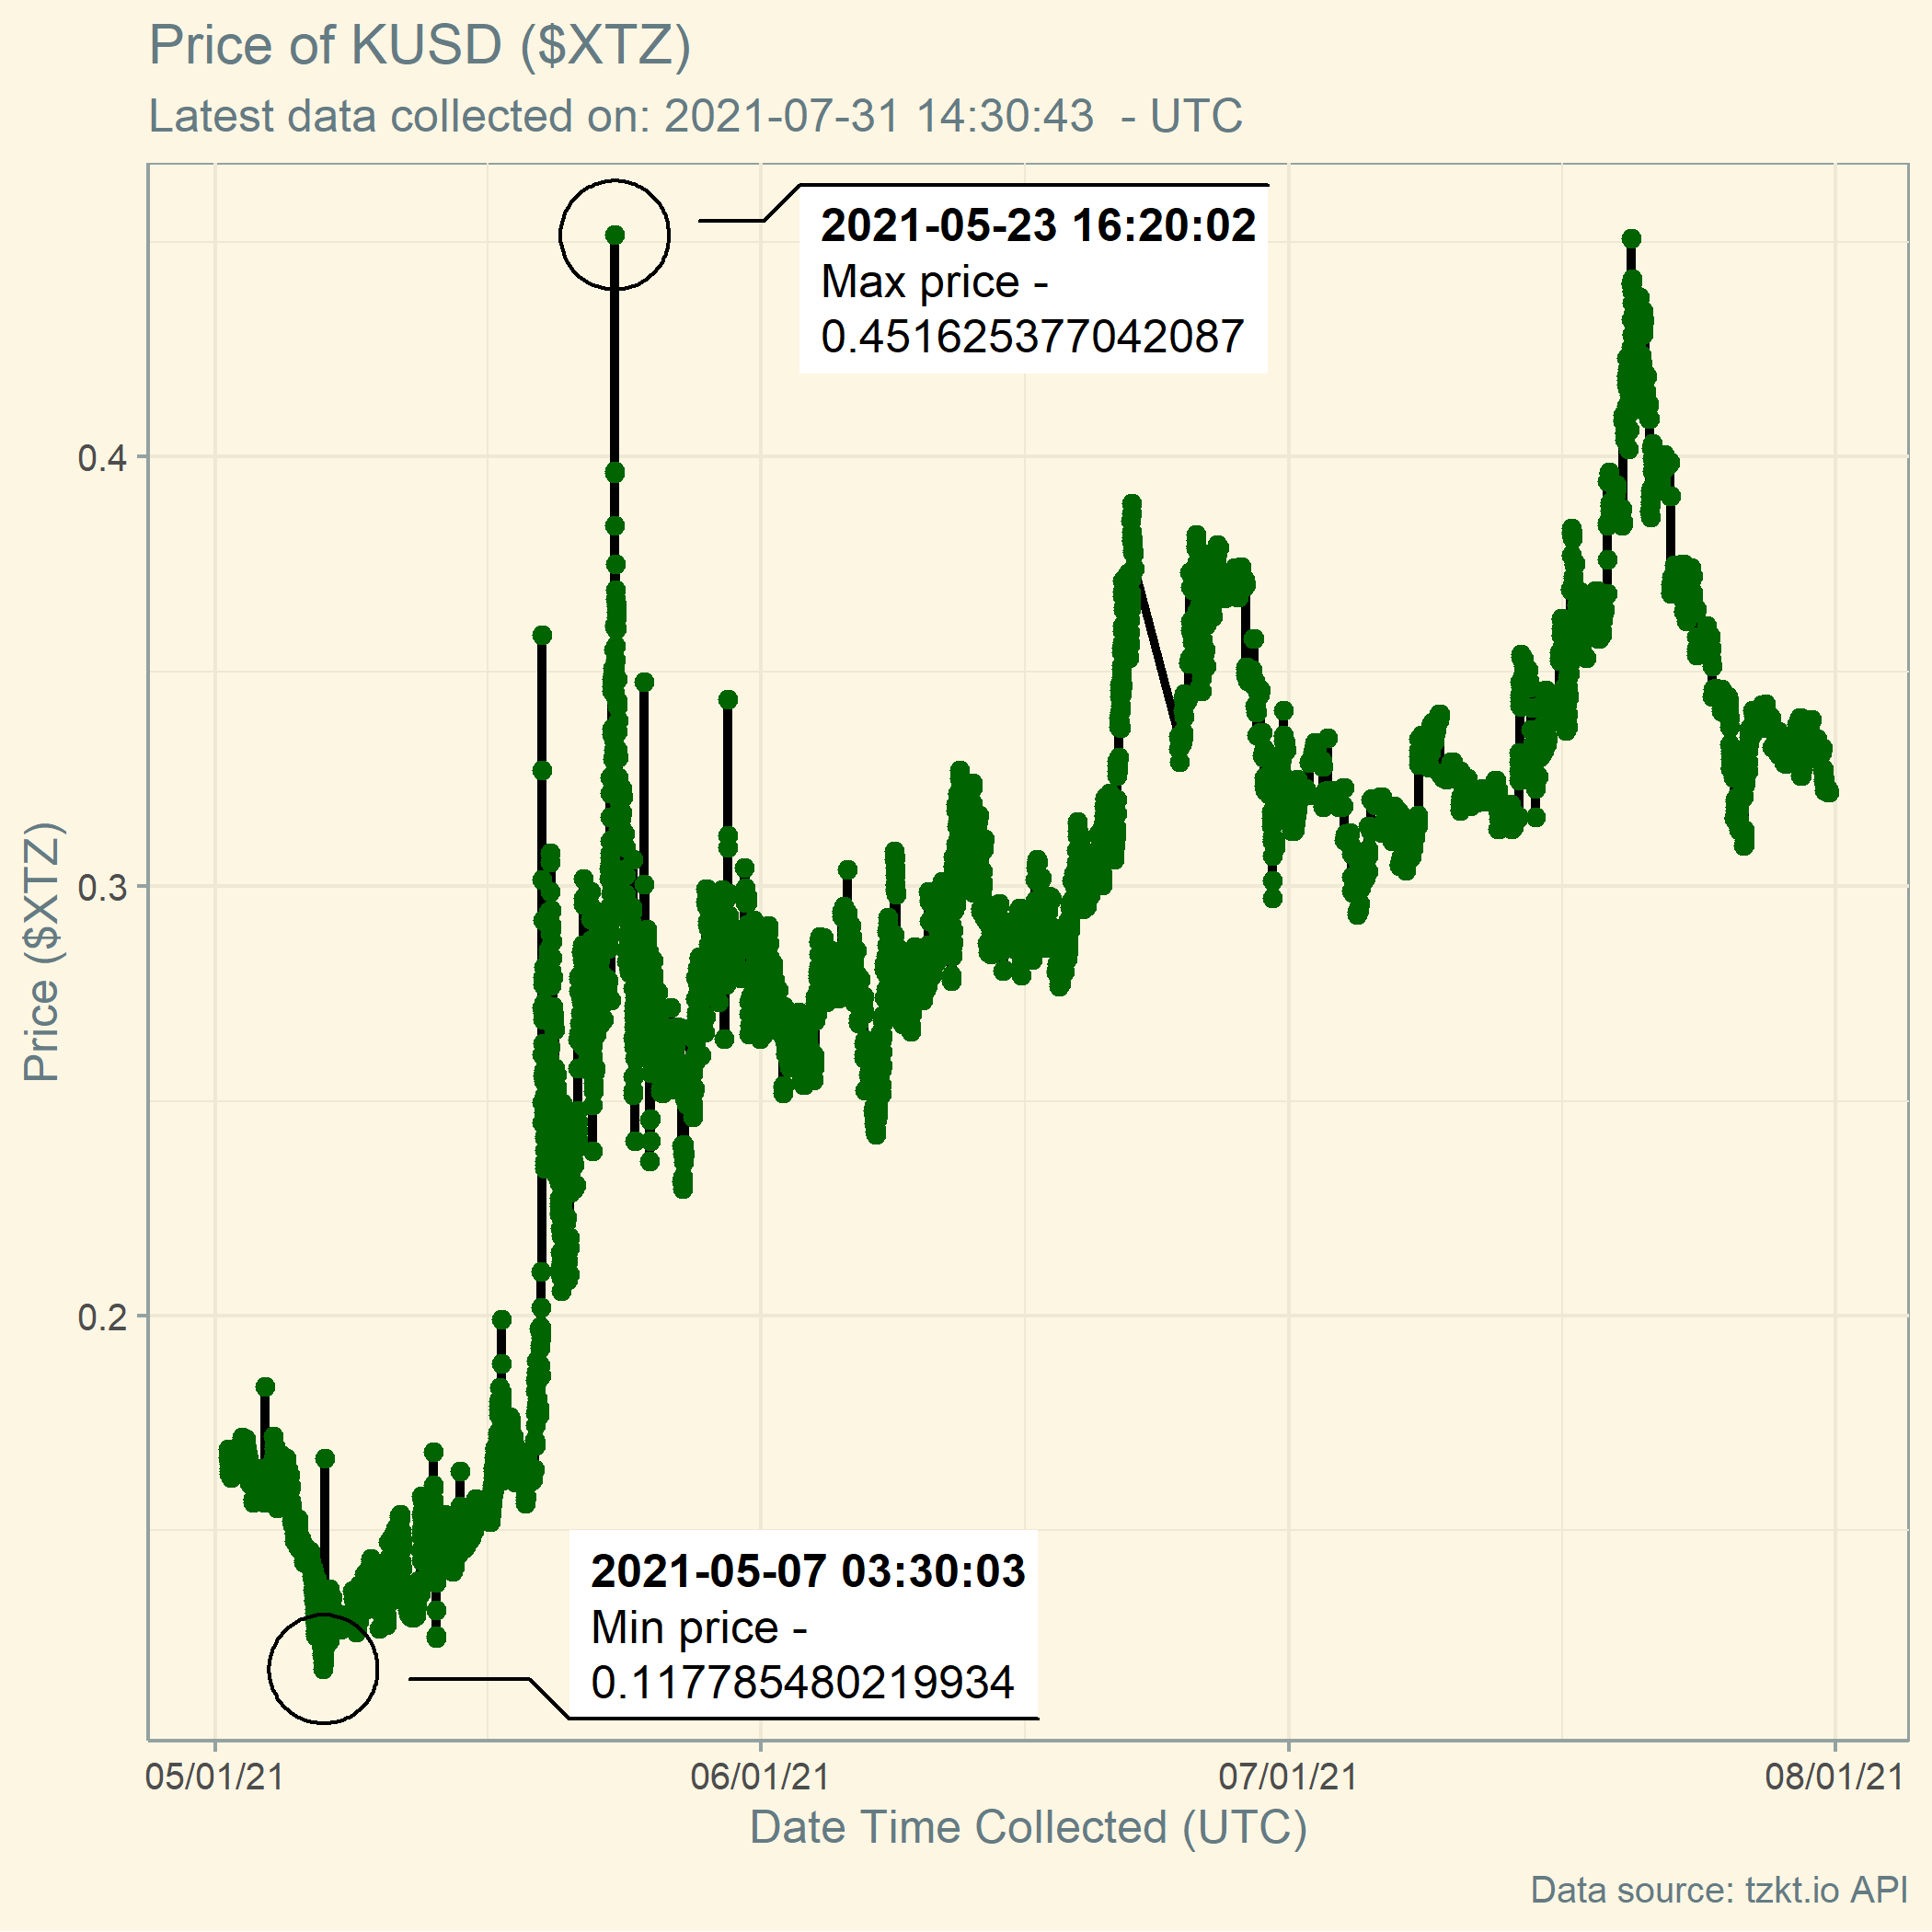 Price of KUSD ($XTZ)
Latest data collected on: 2021-07-31 14:30:43  - UTC
2021-05-23 16:20:02
Max price -
0.451625377042087
0.4
0.3
0.2
Price ($XTZ)
2021-05-07 03:30:03
Min price -
0.117785480219934
05/01/21
06/01/21
07/01/21
08/01/21
Date Time Collected (UTC)
Data source: tzkt.io API